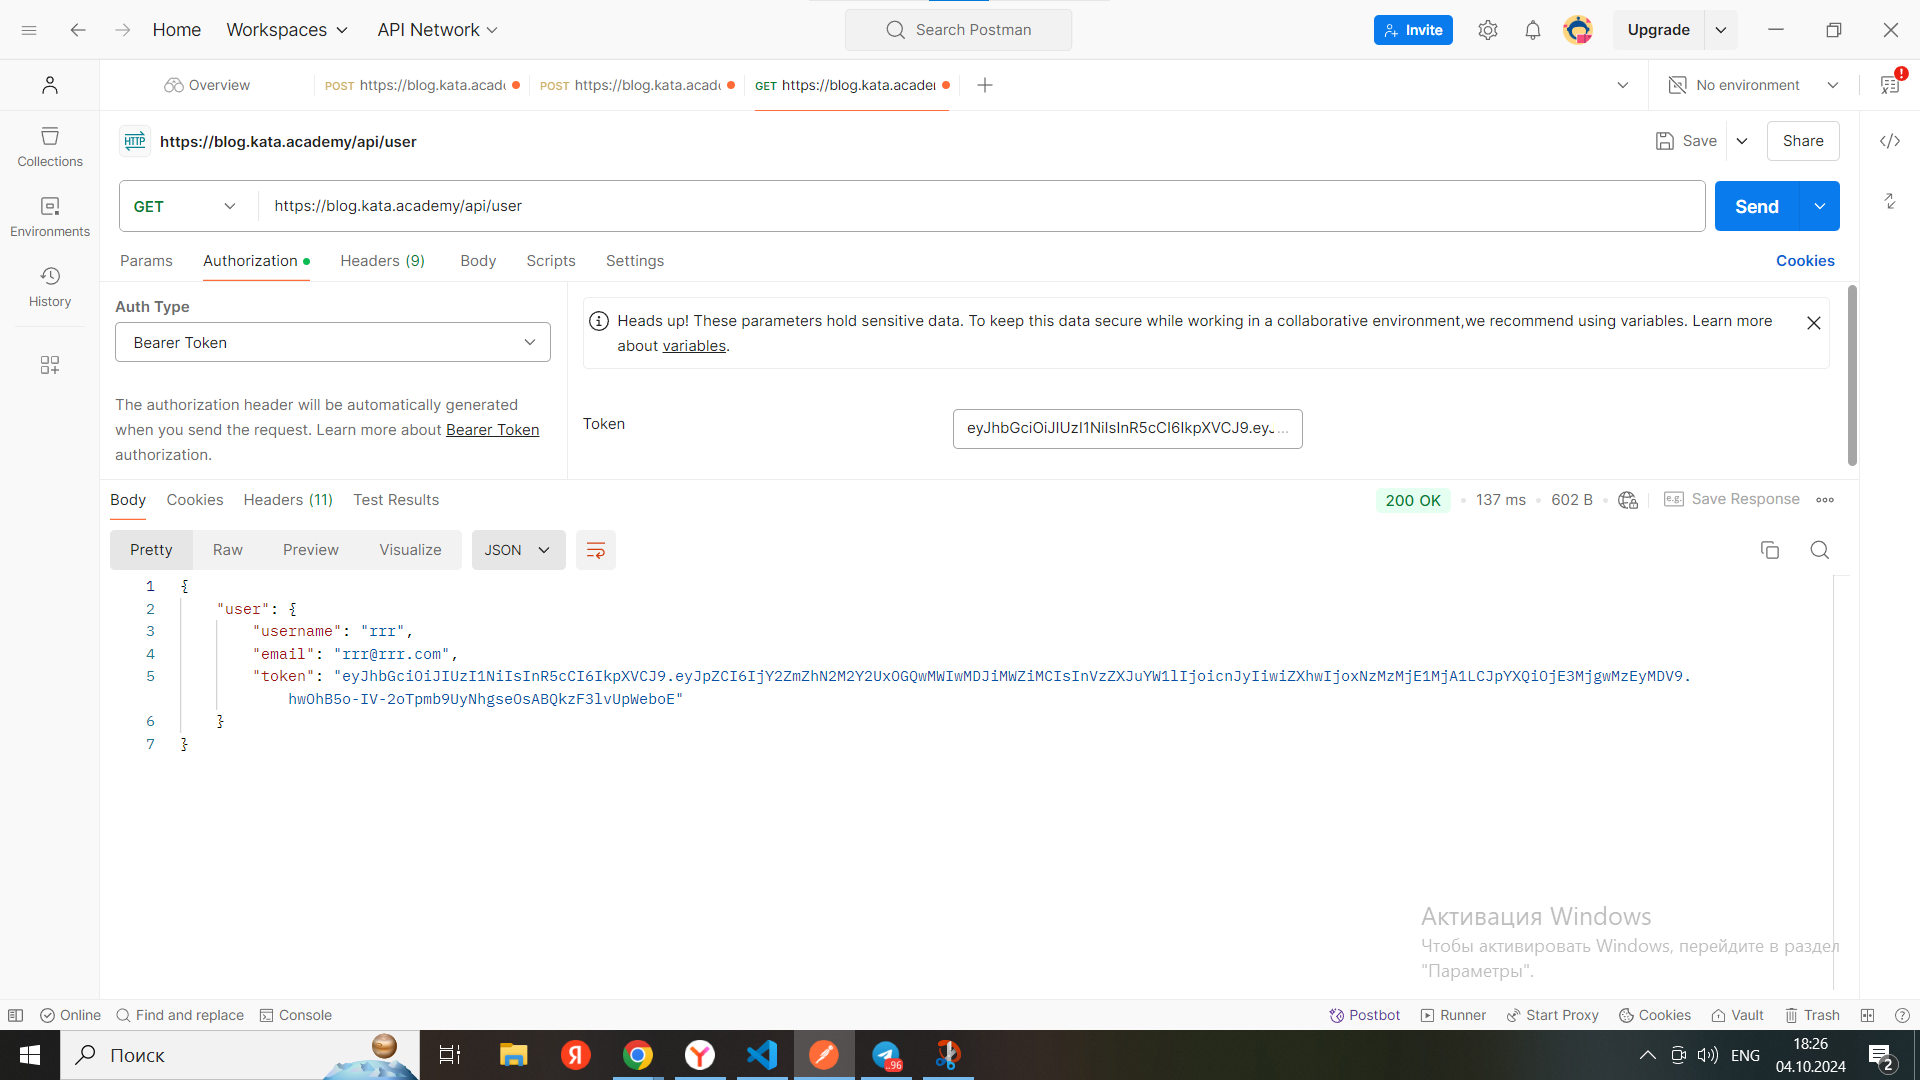 Home
Workspaces
API Network
Search Postman
Invite
Upgrade
Overview
POST https://blog.kata.acad
POST https://blog.kata.acad
GET https://blog.kata.acade
No environment
Collections
Environments
History
HTTP https://blog.kata.academy/api/user
Save
Share
GET https://blog.kata.academy/api/user
Send
Params Authorization Headers (9) Body Scripts Settings Cookies
Auth Type
Bearer Token
The authorization header will be automatically generated
when you send the request. Learn more about Bearer Token
authorization.
Heads up! These parameters hold sensitive data. To keep this data secure while working in a collaborative environment,we recommend using variables. Learn more
about variables.
Token
Body Cookies Headers (11) Test Results
200 OK 137 ms 602 B e.g. Save Response
Pretty Raw Preview Visualize JSON
1 {
2 "user": {
3 "username": "rrr",
4 "email": "rrr@rrr.com",
5 "token":
6 }
7 }
Активация Windows
Чтобы активировать Windows, перейдите в раздел
"Параметры".
Online Find and replace Console
Postbot Runner Start Proxy Cookies Vault Trash
Поиск
Я
Y
..96
ENG
18:26
04.10.2024
2